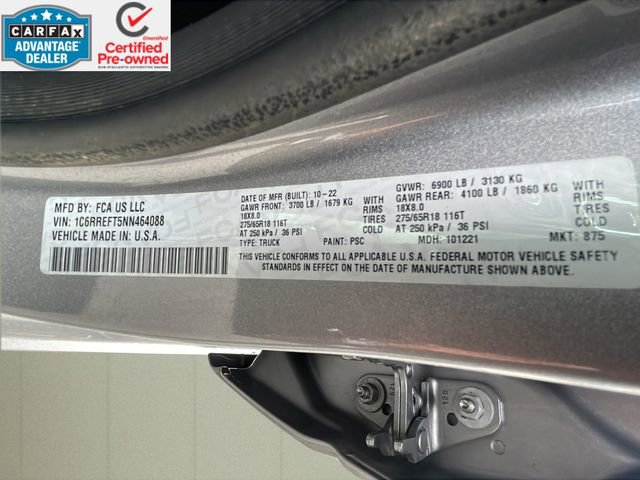 CARFAX
ADVANTAGE
DEALER
Certified
Pre-owned
MFD BY: FCA US LLC
VIN: 1C6RREFT5NN464088
VEHICLE MADE IN U.S.A.
DATE OF MFR (BUILT): 10-22
GVWR: 6900 LB / 3130 KG
GAWR FRONT: 3700 LB / 1679 KG WITH
GAWR REAR: 4100 LB / 1860 KG WITH
18X8.0 RIMS
18X8.0 RIMS
275/65R18 116T TIRES
275/65R18 116T TIRES
AT 250 kPa / 36 PSI COLD
AT 250 kPa / 36 PSI COLD
TYPE: TRUCK PAINT: PSC MDH: 101221 MKT: 875
THIS VEHICLE CONFORMS TO ALL APPLICABLE U.S.A. FEDERAL MOTOR VEHICLE SAFETY
STANDARDS IN EFFECT ON THE DATE OF MANUFACTURE SHOWN ABOVE.
128